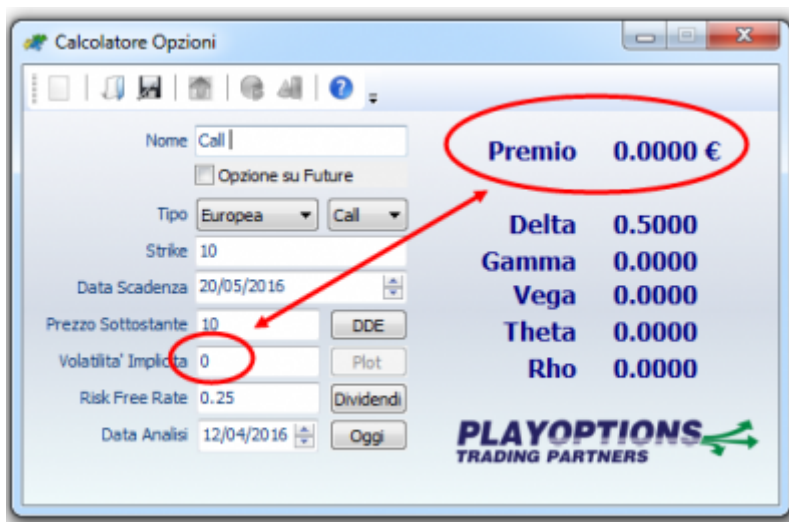 Calcolatore Opzioni
Nome Call
Opzione su Future
Tipo Europea Call
Strike 10
Data Scadenza 20/05/2016
Prezzo Sottostante 10 DDE
Volatilita' Implicita 0 Plot
Risk Free Rate 0.25 Dividendi
Data Analisi 12/04/2016 Oggi
Premio 0.0000 €
Delta 0.5000
Gamma 0.0000
Vega 0.0000
Theta 0.0000
Rho 0.0000
PLAYOPTIONS
TRADING PARTNERS